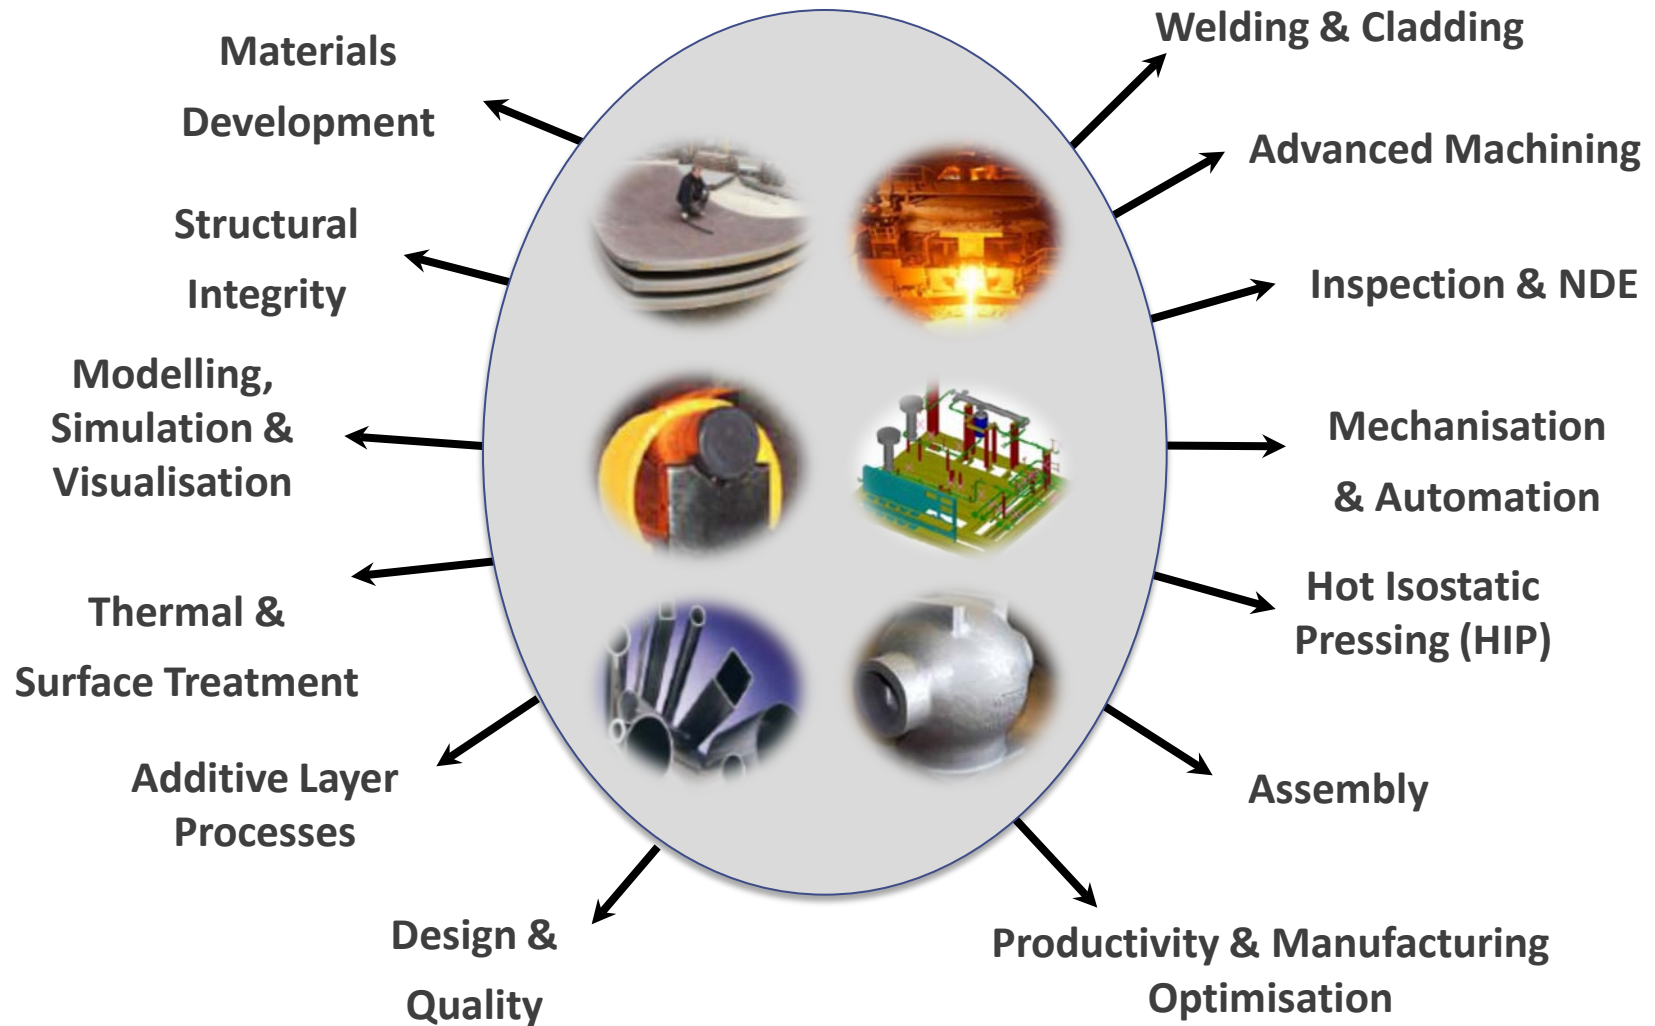 Materials
Development
Structural
Integrity
Modelling,
Simulation &
Visualisation
Thermal &
Surface Treatment
Additive Layer
Processes
Design &
Quality
Welding & Cladding
Advanced Machining
Inspection & NDE
Mechanisation
& Automation
Hot Isostatic
Pressing (HIP)
Assembly
Productivity & Manufacturing
Optimisation